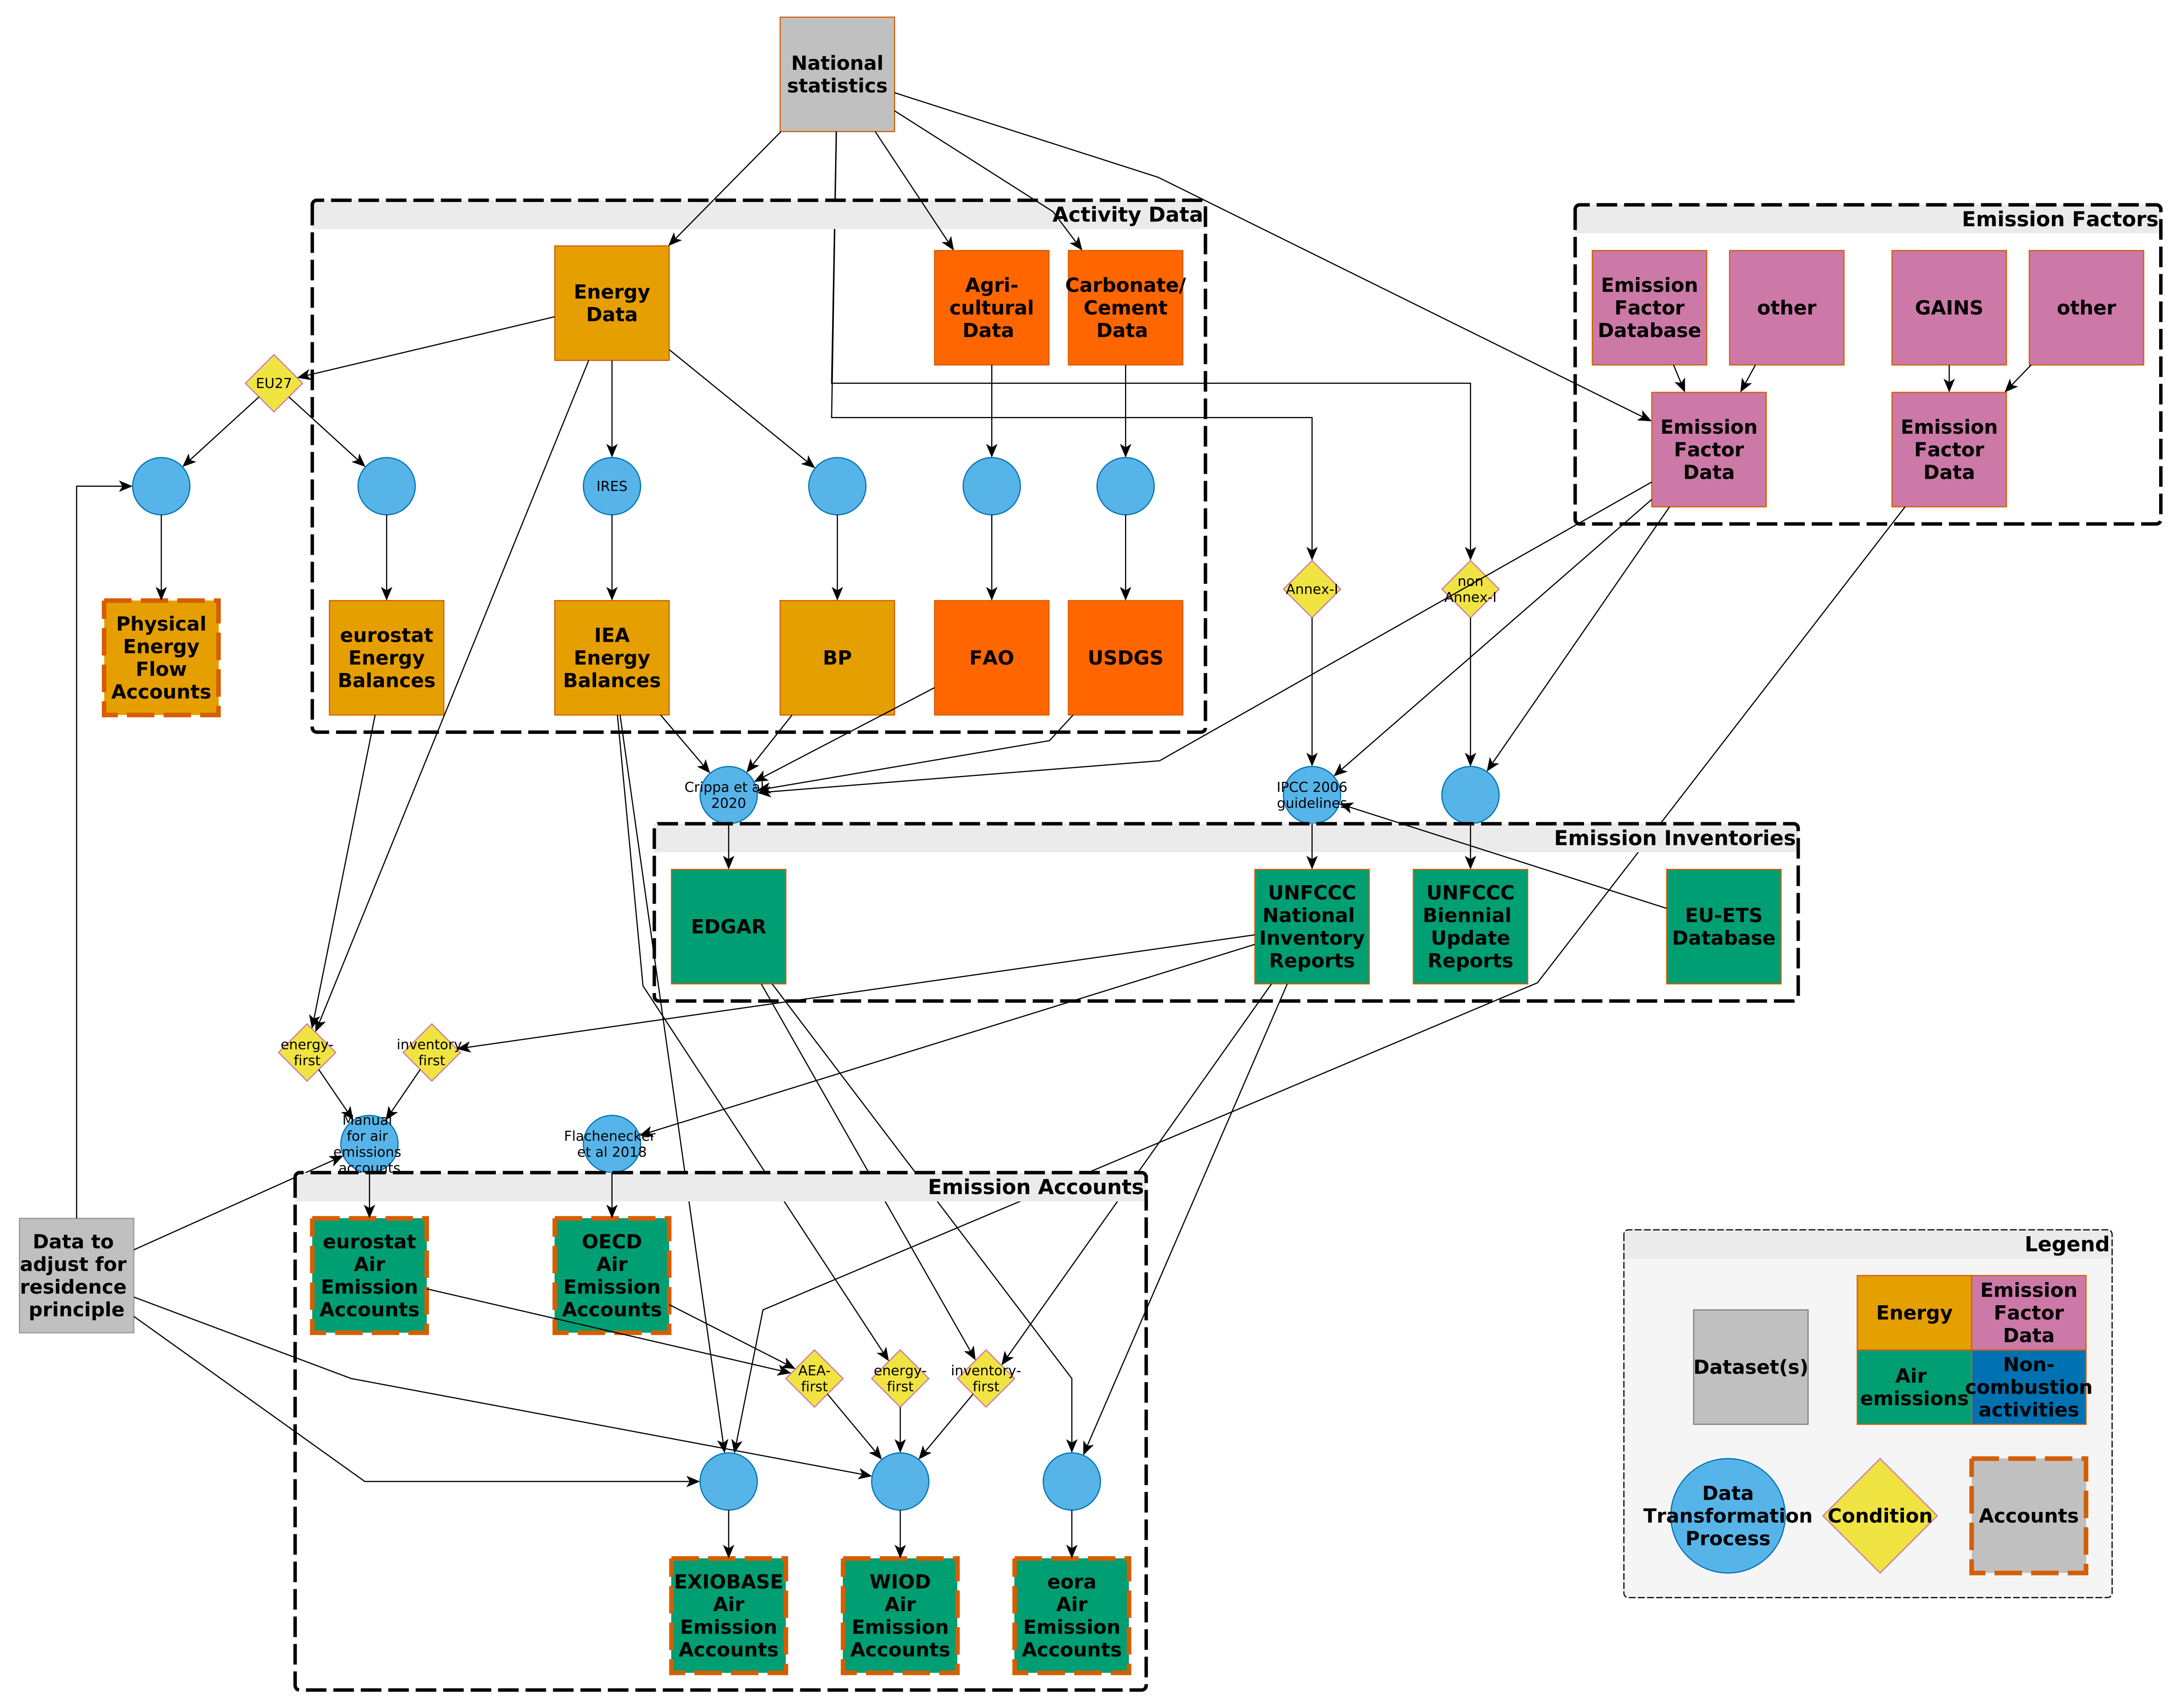 National
statistics
Activity Data
Emission Factors
Energy
Data
Agri-
cultural
Data
Carbonate/
Cement
Data
Emission
Factor
Database
other
GAINS
other
EU27
Emission
Factor
Data
Emission
Factor
Data
IRES
Annex-I
non
Annex-I
Physical
Energy
Flow
Accounts
eurostat
Energy
Balances
IEA
Energy
Balances
BP
FAO
USDGS
Crippa et al
2020
IPCC 2006
guidelines
Emission Inventories
EDGAR
UNFCCC
National
Inventory
Reports
UNFCCC
Biennial
Update
Reports
EU-ETS
Database
energy-
first
inventory
first
Manual
for air
emissions
accounts
Flachenecker
et al 2018
Emission Accounts
Data to
adjust for
residence
principle
eurostat
Air
Emission
Accounts
OECD
Air
Emission
Accounts
AEA-
first
energy-
first
inventory-
first
EXIOBASE
Air
Emission
Accounts
WIOD
Air
Emission
Accounts
eora
Air
Emission
Accounts
Legend
Dataset(s)
Energy
Emission
Factor
Data
Air
emissions
Non-
combustion
activities
Data
Transformation
Process
Condition
Accounts